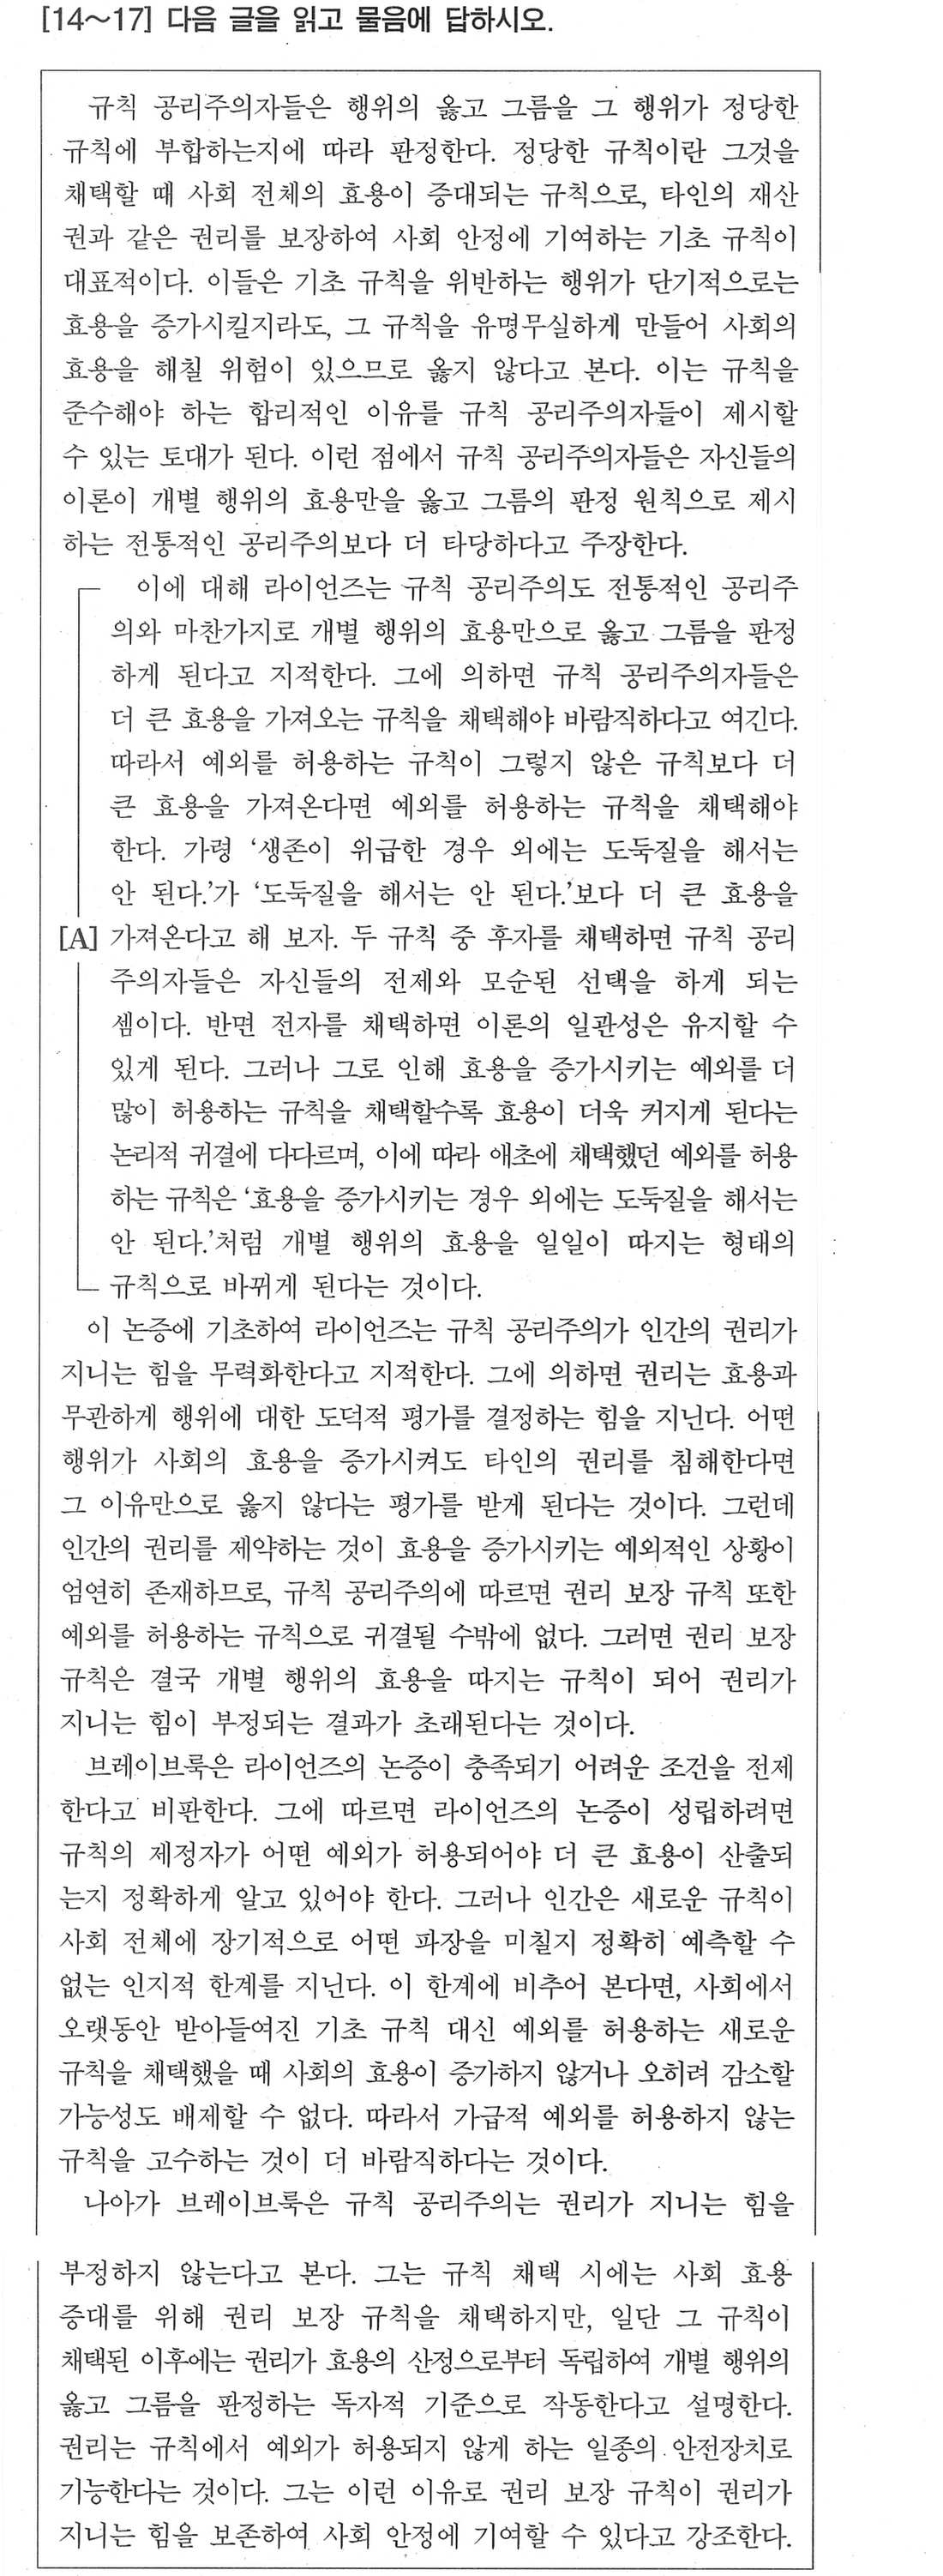 [14～17] 다음 글을 읽고 물음에 답하시오.
규칙 공리주의자들은 행위의 옳고 그름을 그 행위가 정당한
규칙에 부합하는지에 따라 판정한다. 정당한 규칙이란 그것을
채택할 때 사회 전체의 효용이 증대되는 규칙으로, 타인의 재산
권과 같은 권리를 보장하여 사회 안정에 기여하는 기초 규칙이
대표적이다. 이들은 기초 규칙을 위반하는 행위가 단기적으로는
효용을 증가시킬지라도, 그 규칙을 유명무실하게 만들어 사회의
효용을 해칠 위험이 있으므로 옳지 않다고 본다. 이는 규칙을
준수해야 하는 합리적인 이유를 규칙 공리주의자들이 제시할
수 있는 토대가 된다. 이런 점에서 규칙 공리주의자들은 자신들의
이론이 개별 행위의 효용만을 옳고 그름의 판정 원칙으로 제시
하는 전통적인 공리주의보다 더 타당하다고 주장한다.
이에 대해 라이언즈는 규칙 공리주의도 전통적인 공리주
의와 마찬가지로 개별 행위의 효용만으로 옳고 그름을 판정
하게 된다고 지적한다. 그에 의하면 규칙 공리주의자들은
더 큰 효용을 가져오는 규칙을 채택해야 바람직하다고 여긴다.
따라서 예외를 허용하는 규칙이 그렇지 않은 규칙보다 더
큰 효용을 가져온다면 예외를 허용하는 규칙을 채택해야
한다. 가령 ‘생존이 위급한 경우 외에는 도둑질을 해서는
안 된다.’가 ‘도둑질을 해서는 안 된다.’보다 더 큰 효용을
[A] 가져온다고 해 보자. 두 규칙 중 후자를 채택하면 규칙 공리
주의자들은 자신들의 전제와 모순된 선택을 하게 되는
셈이다. 반면 전자를 채택하면 이론의 일관성은 유지할 수
있게 된다. 그러나 그로 인해 효용을 증가시키는 예외를 더
많이 허용하는 규칙을 채택할수록 효용이 더욱 커지게 된다는
논리적 귀결에 다다르며, 이에 따라 애초에 채택했던 예외를 허용
하는 규칙은 ‘효용을 증가시키는 경우 외에는 도둑질을 해서는
안 된다.’처럼 개별 행위의 효용을 일일이 따지는 형태의
규칙으로 바뀌게 된다는 것이다.
이 논증에 기초하여 라이언즈는 규칙 공리주의가 인간의 권리가
지니는 힘을 무력화한다고 지적한다. 그에 의하면 권리는 효용과
무관하게 행위에 대한 도덕적 평가를 결정하는 힘을 지닌다. 어떤
행위가 사회의 효용을 증가시켜도 타인의 권리를 침해한다면
그 이유만으로 옳지 않다는 평가를 받게 된다는 것이다. 그런데
인간의 권리를 제약하는 것이 효용을 증가시키는 예외적인 상황이
엄연히 존재하므로, 규칙 공리주의에 따르면 권리 보장 규칙 또한
예외를 허용하는 규칙으로 귀결될 수밖에 없다. 그러면 권리 보장
규칙은 결국 개별 행위의 효용을 따지는 규칙이 되어 권리가
지니는 힘이 부정되는 결과가 초래된다는 것이다.
브레이브룩은 라이언즈의 논증이 충족되기 어려운 조건을 전제
한다고 비판한다. 그에 따르면 라이언즈의 논증이 성립하려면
규칙의 제정자가 어떤 예외가 허용되어야 더 큰 효용이 산출되
는지 정확하게 알고 있어야 한다. 그러나 인간은 새로운 규칙이
사회 전체에 장기적으로 어떤 파장을 미칠지 정확히 예측할 수
없는 인지적 한계를 지닌다. 이 한계에 비추어 본다면, 사회에서
오랫동안 받아들여진 기초 규칙 대신 예외를 허용하는 새로운
규칙을 채택했을 때 사회의 효용이 증가하지 않거나 오히려 감소할
가능성도 배제할 수 없다. 따라서 가급적 예외를 허용하지 않는
규칙을 고수하는 것이 더 바람직하다는 것이다.
나아가 브레이브룩은 규칙 공리주의는 권리가 지니는 힘을
부정하지 않는다고 본다. 그는 규칙 채택 시에는 사회 효용
증대를 위해 권리 보장 규칙을 채택하지만, 일단 그 규칙이
채택된 이후에는 권리가 효용의 산정으로부터 독립하여 개별 행위의
옳고 그름을 판정하는 독자적 기준으로 작동한다고 설명한다.
권리는 규칙에서 예외가 허용되지 않게 하는 일종의 안전장치로
기능한다는 것이다. 그는 이런 이유로 권리 보장 규칙이 권리가
지니는 힘을 보존하여 사회 안정에 기여할 수 있다고 강조한다.